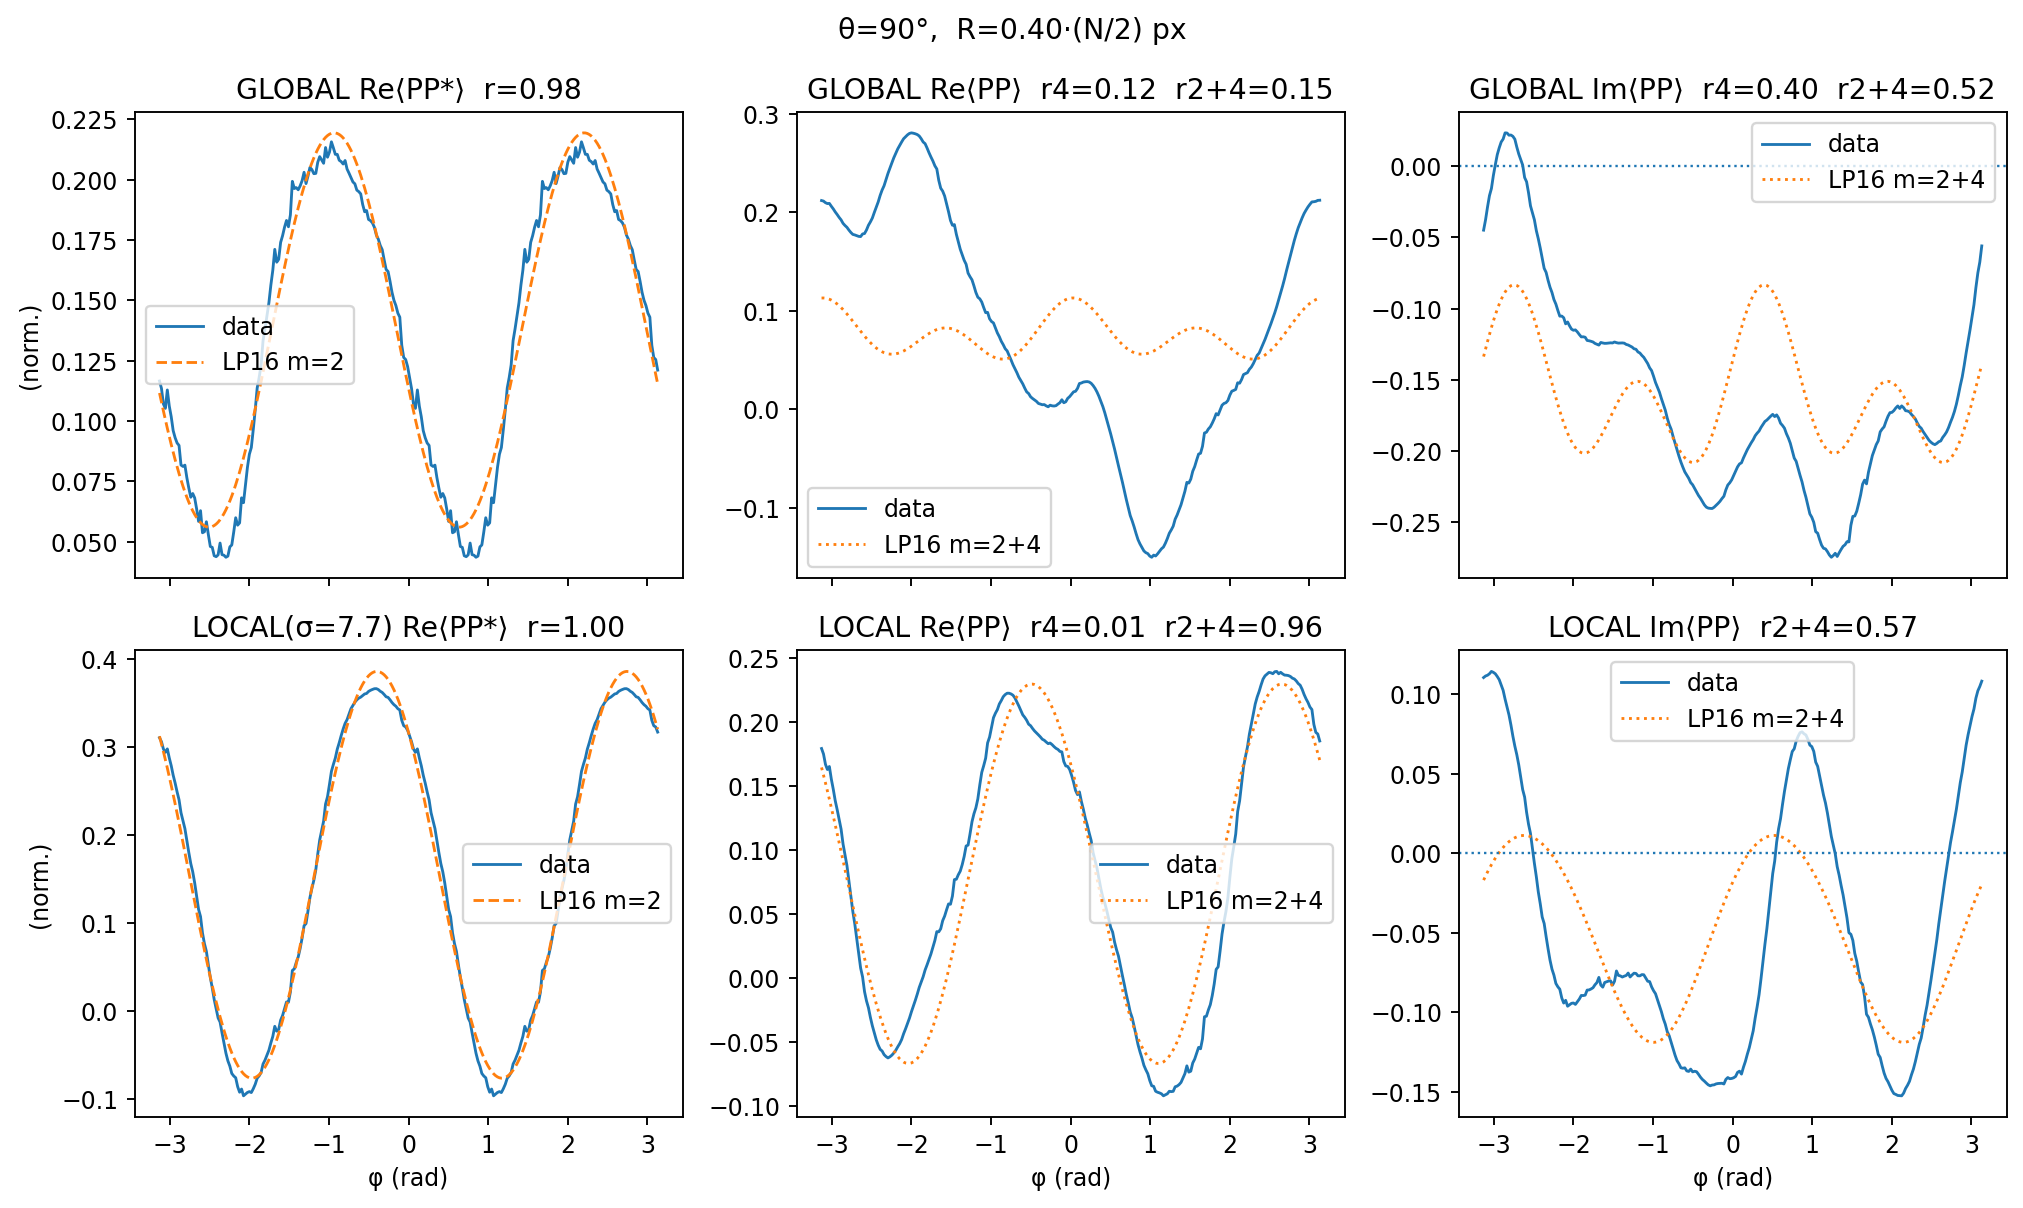 θ=90°,  R=0.40·(N/2) px
GLOBAL Re⟨PP*⟩  r=0.98
(norm.)
0.225
0.200
0.175
0.150
0.125
0.100
0.075
0.050
data
LP16 m=2
GLOBAL Re⟨PP⟩  r4=0.12  r2+4=0.15
0.3
0.2
0.1
0.0
−0.1
data
LP16 m=2+4
GLOBAL Im⟨PP⟩  r4=0.40  r2+4=0.52
0.00
−0.05
−0.10
−0.15
−0.20
−0.25
data
LP16 m=2+4
LOCAL(σ=7.7) Re⟨PP*⟩  r=1.00
(norm.)
0.4
0.3
0.2
0.1
0.0
−0.1
data
LP16 m=2
−3 −2 −1 0 1 2 3
φ (rad)
LOCAL Re⟨PP⟩  r4=0.01  r2+4=0.96
0.25
0.20
0.15
0.10
0.05
0.00
−0.05
−0.10
data
LP16 m=2+4
−3 −2 −1 0 1 2 3
φ (rad)
LOCAL Im⟨PP⟩  r2+4=0.57
0.10
0.05
0.00
−0.05
−0.10
−0.15
data
LP16 m=2+4
−3 −2 −1 0 1 2 3
φ (rad)